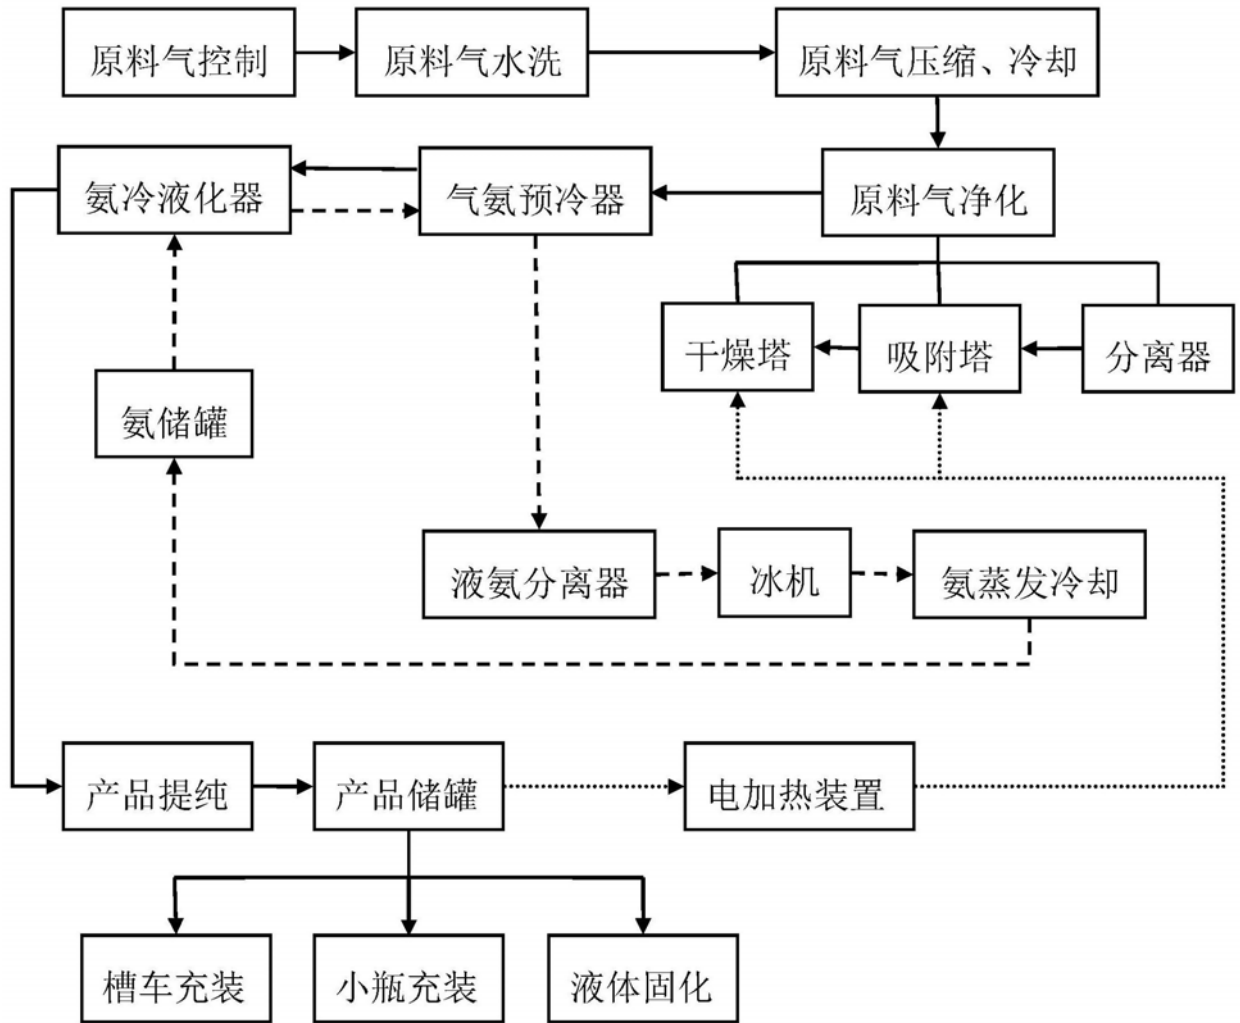 原料气控制
原料气水洗
原料气压缩、冷却
氨冷液化器
气氨预冷器
原料气净化
干燥塔
吸附塔
分离器
氨储罐
液氨分离器
冰机
氨蒸发冷却
产品提纯
产品储罐
电加热装置
槽车充装
小瓶充装
液体固化